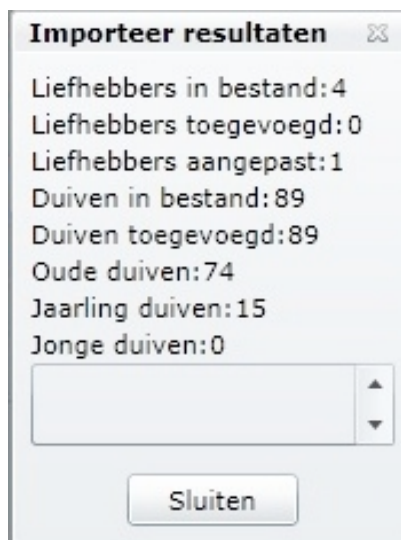 Importeer resultaten
Liefhebbers in bestand:4
Liefhebbers toegevoegd:0
Liefhebbers aangepast:1
Duiven in bestand:89
Duiven toegevoegd:89
Oude duiven:74
Jaarling duiven:15
Jonge duiven:0
Sluiten